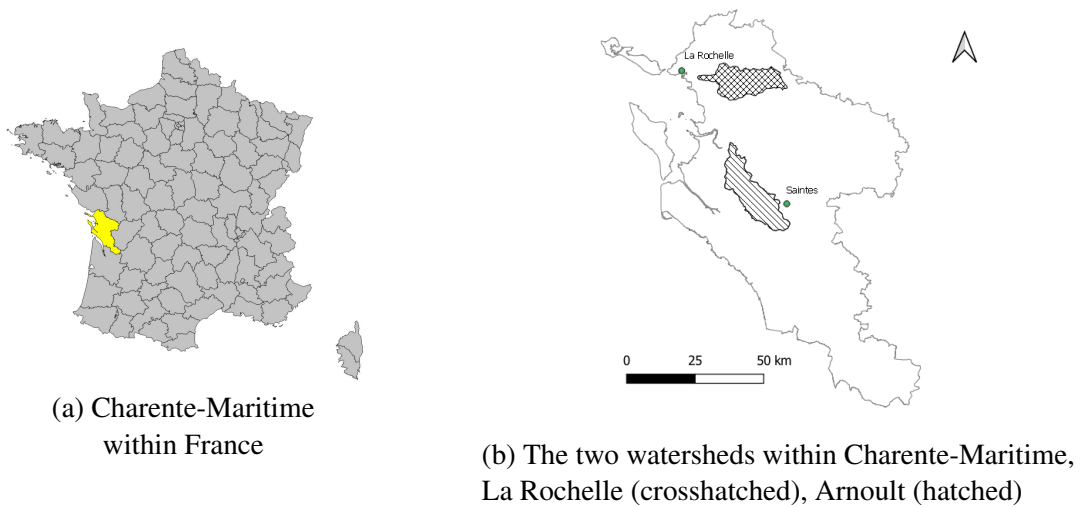 La Rochelle
Saintes
0 25 50 km
(a) Charente-Maritime
within France
(b) The two watersheds within Charente-Maritime,
La Rochelle (crosshatched), Arnoult (hatched)